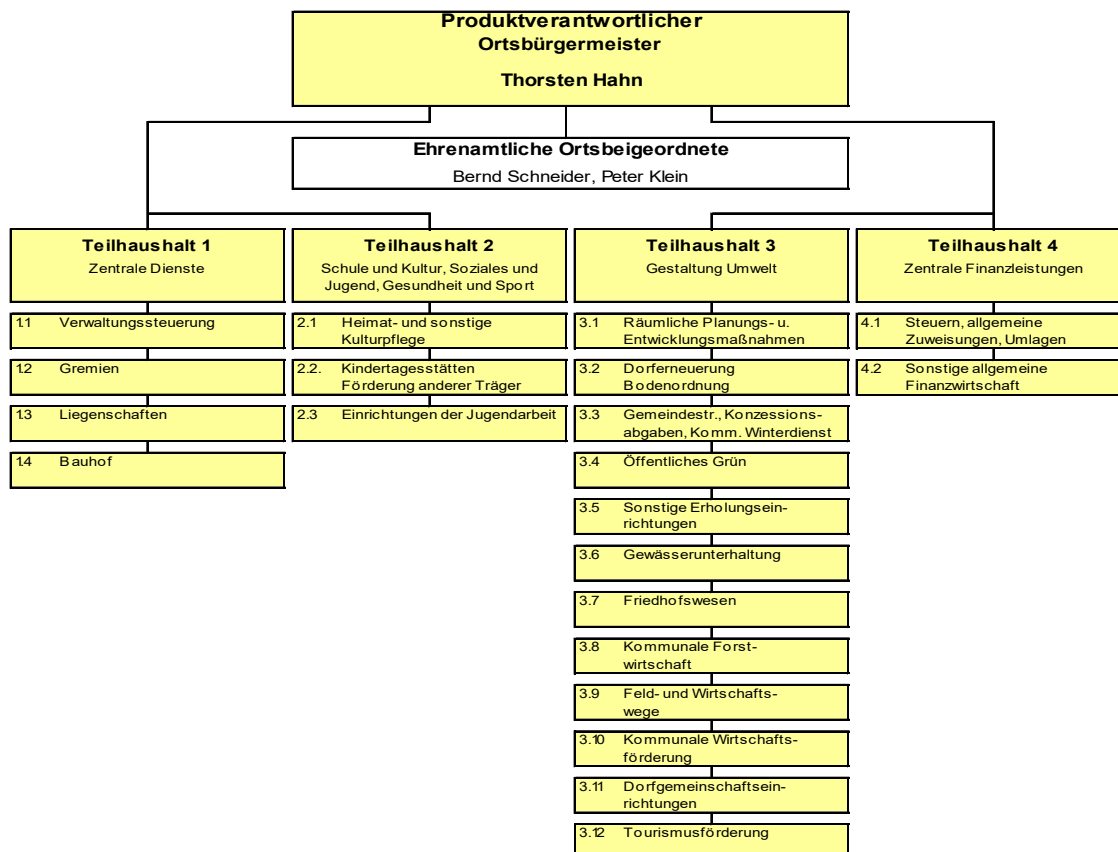 Produktverantwortlicher
Ortsbürgermeister
Thorsten Hahn
Ehrenamtliche Ortsbeigeordnete
Bernd Schneider, Peter Klein
Teilhaushalt 1
Zentrale Dienste
1.1 Verwaltungssteuerung
1.2 Gremien
1.3 Liegenschaften
1.4 Bauhof
Teilhaushalt 2
Schule und Kultur, Soziales und
Jugend, Gesundheit und Sport
2.1 Heimat- und sonstige
Kulturpflege
2.2. Kindertagesstätten
Förderung anderer Träger
2.3 Einrichtungen der Jugendarbeit
Teilhaushalt 3
Gestaltung Umwelt
3.1 Räumliche Planungs- u.
Entwicklungsmaßnahmen
3.2 Dorferneuerung
Bodenordnung
3.3 Gemeindestr., Konzessions-
abgaben, Komm. Winterdienst
3.4 Öffentliches Grün
3.5 Sonstige Erholungsein-
richtungen
3.6 Gewässerunterhaltung
3.7 Friedhofswesen
3.8 Kommunale Forst-
wirtschaft
3.9 Feld- und Wirtschafts-
wege
3.10 Kommunale Wirtschafts-
förderung
3.11 Dorfgemeinschaftsein-
richtungen
3.12 Tourismusförderung
Teilhaushalt 4
Zentrale Finanzleistungen
4.1 Steuern, allgemeine
Zuweisungen, Umlagen
4.2 Sonstige allgemeine
Finanzwirtschaft